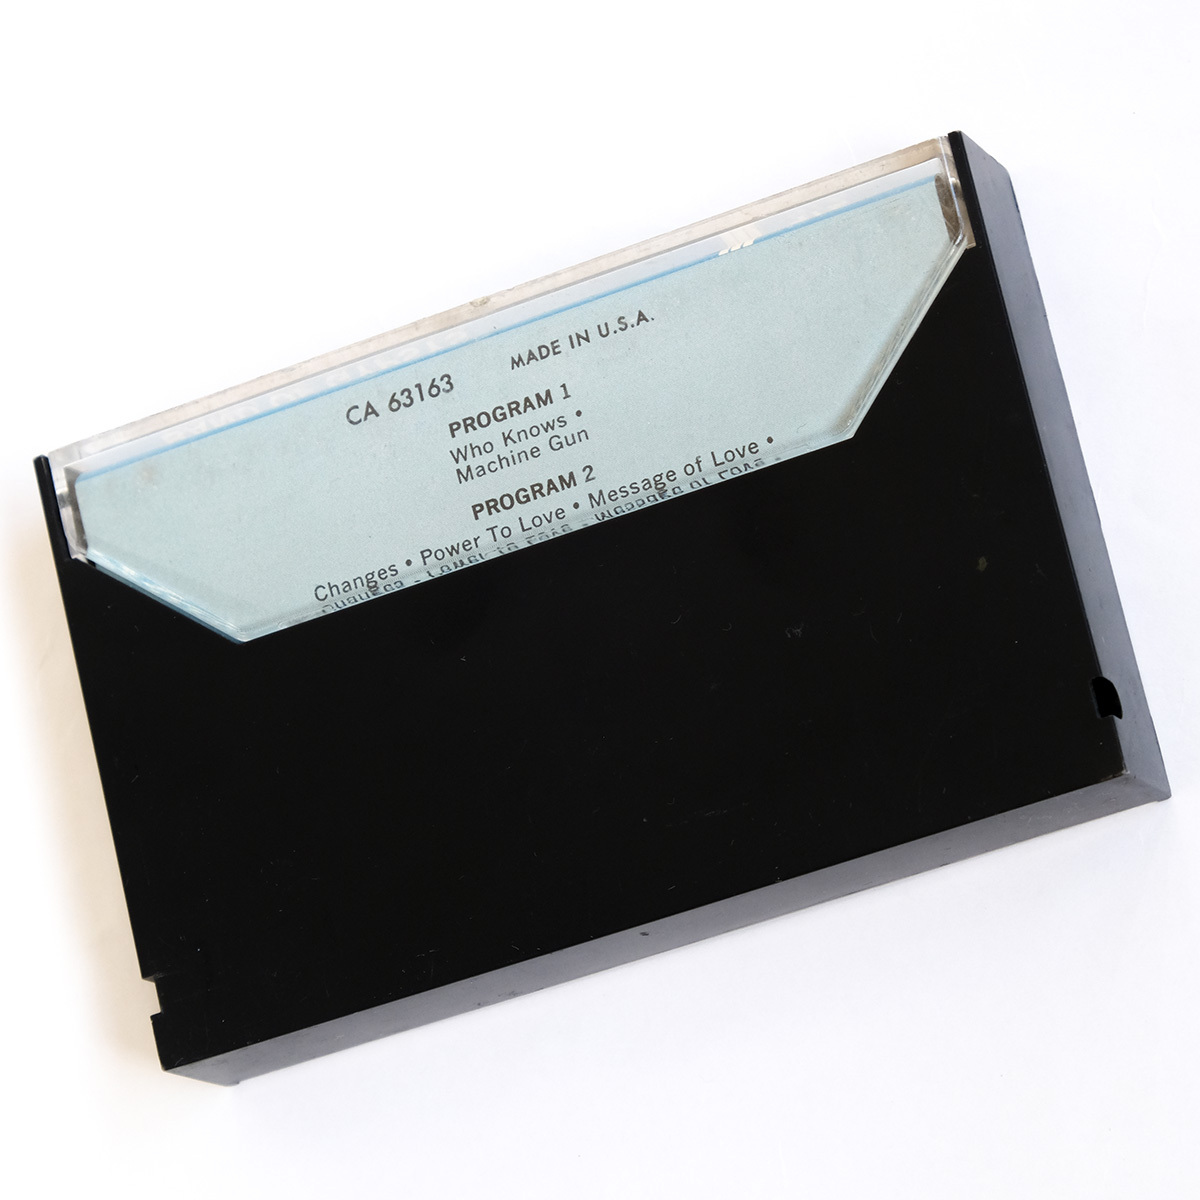 CA 63163 MADE IN U.S.A.
PROGRAM 1
Who Knows •
Machine Gun
PROGRAM 2
Changes • Power To Love • Message of Love •